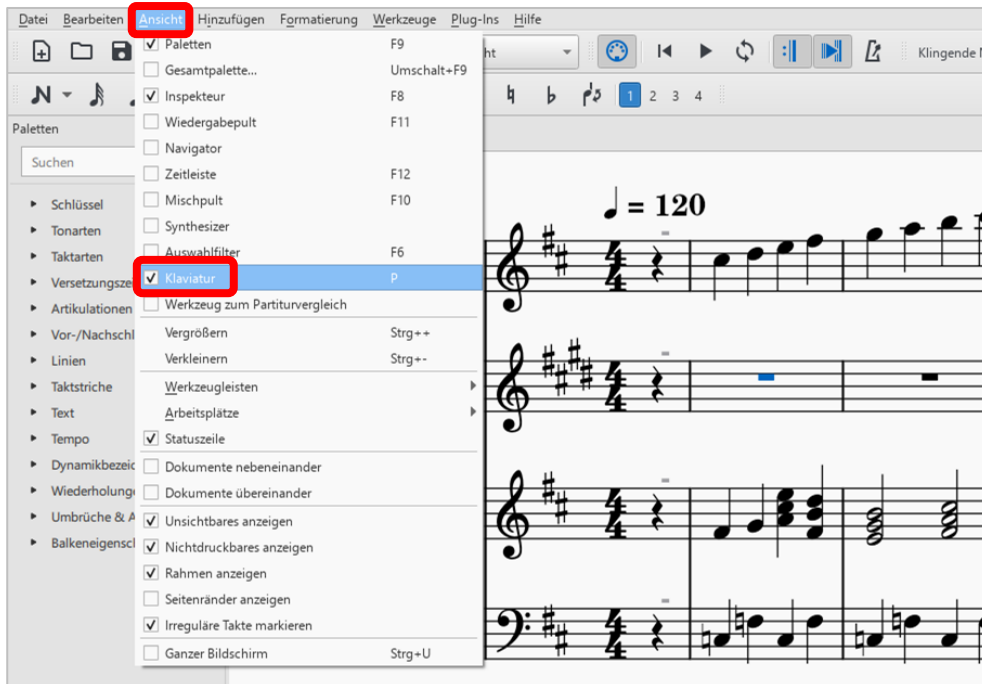 Datei Bearbeiten Ansicht Hinzufügen Formatierung Werkzeuge Plug-Ins Hilfe
Klingende
1 2 3 4
Paletten
Suchen
Schlüssel
Tonarten
Taktarten
Artikulationen
Linien
Taktstriche
Text
Tempo
Paletten F9
Gesamtpalette... Umschalt+F9
Inspekteur F8
Wiedergabepult F11
Navigator
Zeitleiste F12
Mischpult F10
Synthesizer
Auswahlfilter F6
Klaviatur P
Werkzeug zum Partiturvergleich
Vergrößern Strg++
Verkleinern Strg+-
Werkzeugleisten
Arbeitsplätze
Statuszeile
Dokumente nebeneinander
Dokumente übereinander
Unsichtbares anzeigen
Nichtdruckbares anzeigen
Rahmen anzeigen
Seitenränder anzeigen
Irreguläre Takte markieren
Ganzer Bildschirm Strg+U
= 120